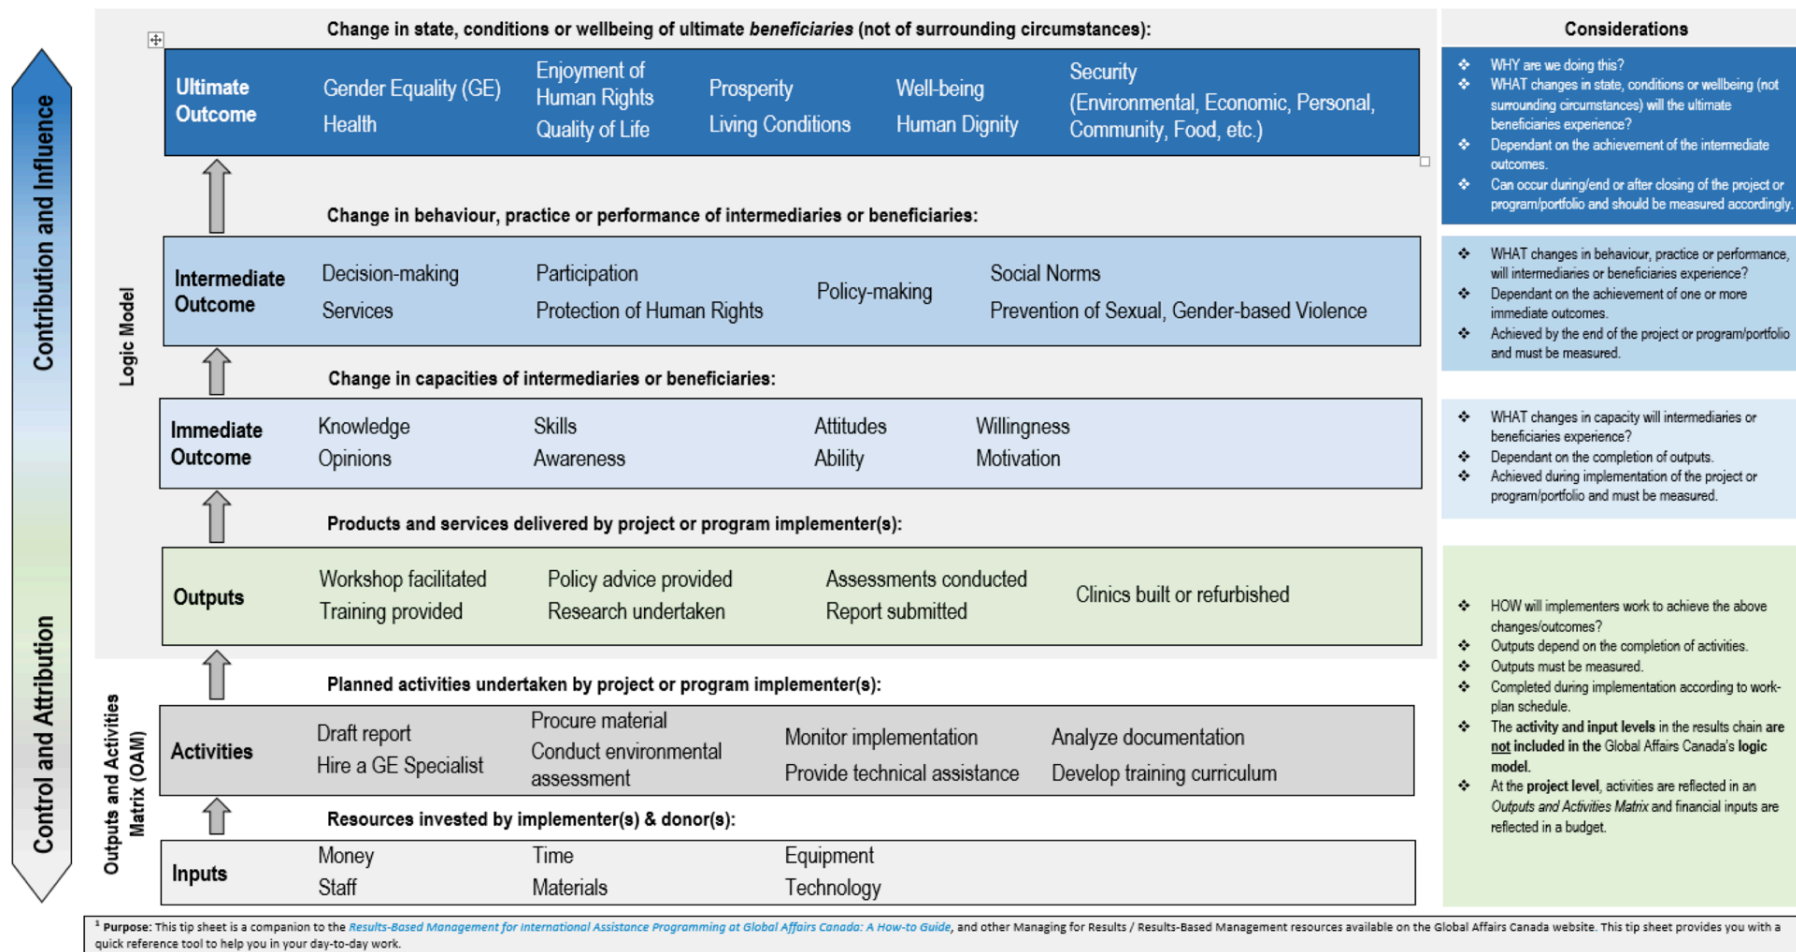 Change in state, conditions or wellbeing of ultimate beneficiaries (not of surrounding circumstances):
Ultimate
Outcome
Gender Equality (GE)
Health
Enjoyment of
Human Rights
Quality of Life
Prosperity
Living Conditions
Well-being
Human Dignity
Security
(Environmental, Economic, Personal,
Community, Food, etc.)
Change in behaviour, practice or performance of intermediaries or beneficiaries:
Intermediate
Outcome
Decision-making
Services
Participation
Protection of Human Rights
Policy-making
Social Norms
Prevention of Sexual, Gender-based Violence
Change in capacities of intermediaries or beneficiaries:
Immediate
Outcome
Knowledge
Opinions
Skills
Awareness
Attitudes
Ability
Willingness
Motivation
Products and services delivered by project or program implementer(s):
Outputs
Workshop facilitated
Training provided
Policy advice provided
Research undertaken
Assessments conducted
Report submitted
Clinics built or refurbished
Planned activities undertaken by project or program implementer(s):
Activities
Draft report
Hire a GE Specialist
Procure material
Conduct environmental
assessment
Monitor implementation
Provide technical assistance
Analyze documentation
Develop training curriculum
Resources invested by implementer(s) & donor(s):
Inputs
Money
Staff
Time
Materials
Equipment
Technology
Contribution and Influence
Control and Attribution
Logic Model
Outputs and Activities
Matrix (OAM)
Considerations
❖ WHY are we doing this?
❖ WHAT changes in state, conditions or wellbeing (not
surrounding circumstances) will the ultimate
beneficiaries experience?
❖ Dependant on the achievement of the intermediate
outcomes.
❖ Can occur during/end or after closing of the project or
program/portfolio and should be measured accordingly.
❖ WHAT changes in behaviour, practice or performance,
will intermediaries or beneficiaries experience?
❖ Dependant on the achievement of one or more
immediate outcomes.
❖ Achieved by the end of the project or program/portfolio
and must be measured.
❖ WHAT changes in capacity will intermediaries or
beneficiaries experience?
❖ Dependant on the completion of outputs.
❖ Achieved during implementation of the project or
program/portfolio and must be measured.
❖ HOW will implementers work to achieve the above
changes/outcomes?
❖ Outputs depend on the completion of activities.
❖ Outputs must be measured.
❖ Completed during implementation according to work-
plan schedule.
❖ The activity and input levels in the results chain are
not included in the Global Affairs Canada's logic
model.
❖ At the project level, activities are reflected in an
Outputs and Activities Matrix and financial inputs are
reflected in a budget.
¹ Purpose: This tip sheet is a companion to the Results-Based Management for International Assistance Programming at Global Affairs Canada: A How-to Guide, and other Managing for Results / Results-Based Management resources available on the Global Affairs Canada website. This tip sheet provides you with a
quick reference tool to help you in your day-to-day work.